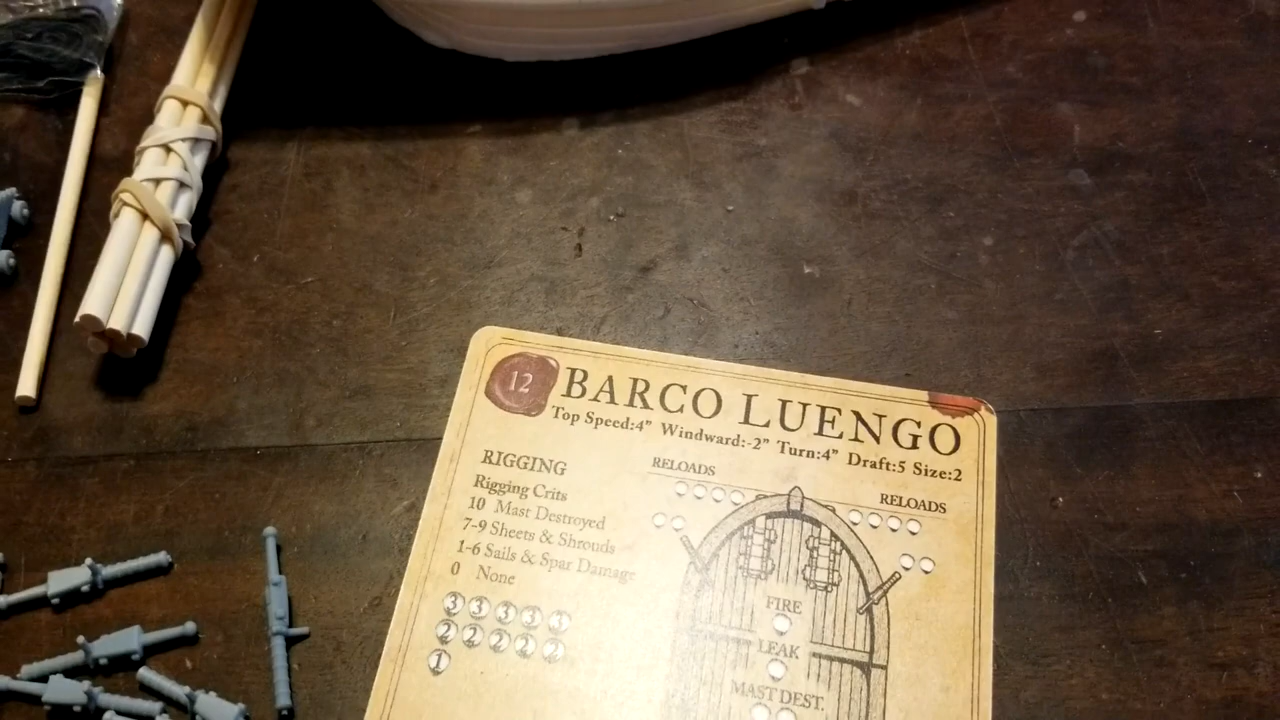 12
BARCO LUENGO
Top Speed:4" Windward:-2" Turn:4" Draft:5 Size:2
RIGGING
Rigging Crits
10 Mast Destroyed
7-9 Sheets & Shrouds
1-6 Sails & Spar Damage
0 None
3 3 3 3 3
2 2 2 2 2
1
RELOADS
RELOADS
FIRE
LEAK
MAST DEST.